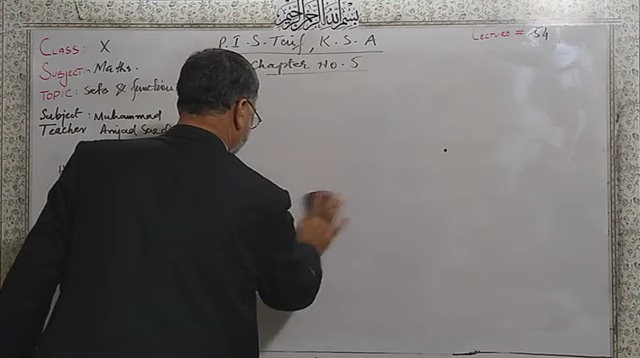 بسم الله الرحمن الرحيم
P.I.S. Taif, K.S.A
Lecture # 54
Class: X
Chapter No. 5
Subject: Maths.
Topic: sets & function
Subject: Muhammad
Teacher Amjad